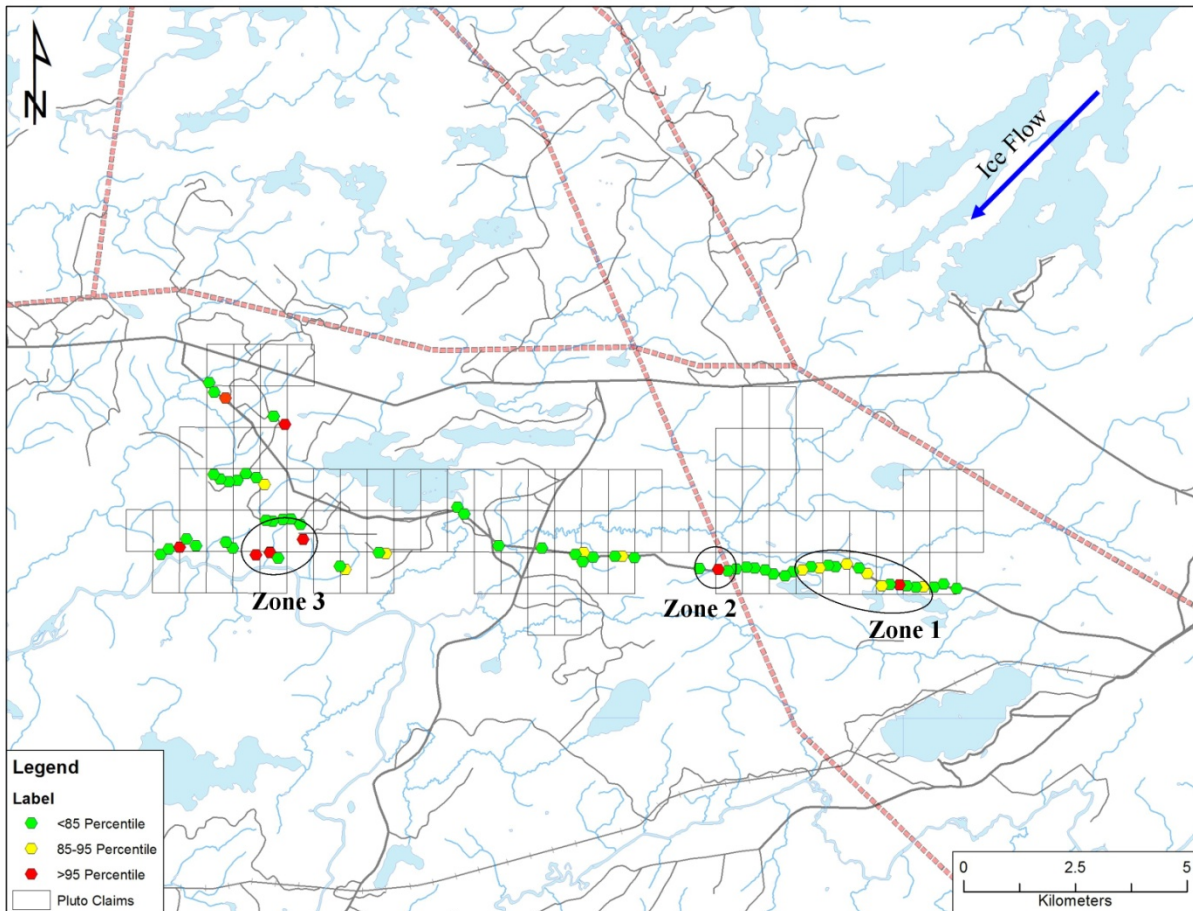 N
Ice Flow
Zone 3
Zone 2
Zone 1
Legend
Label
<85 Percentile
85-95 Percentile
>95 Percentile
Pluto Claims
0 2.5 5
Kilometers